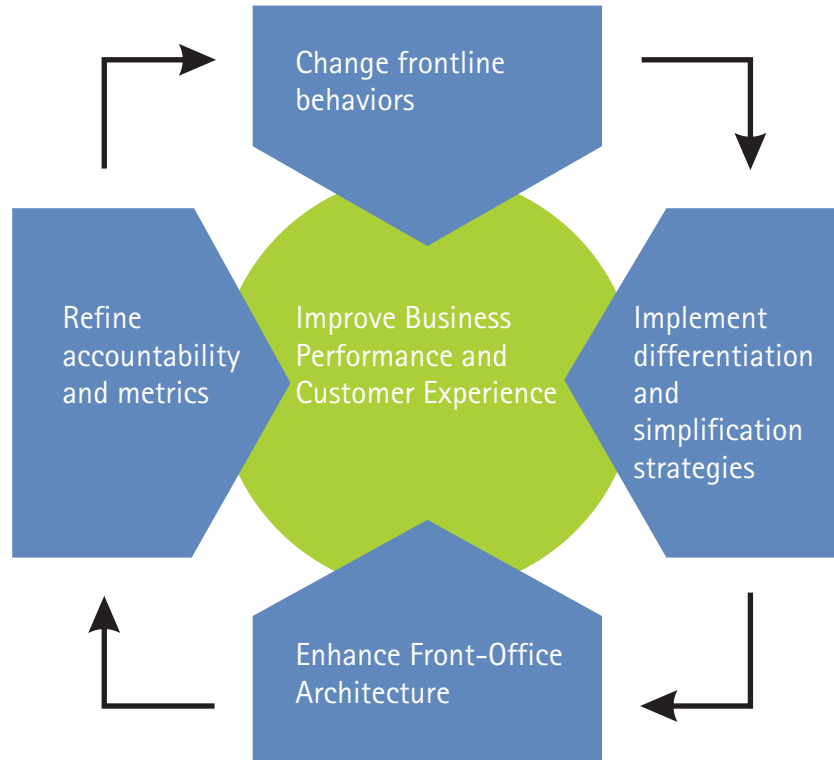 Change frontline
behaviors
Refine
accountability
and metrics
Improve Business
Performance and
Customer Experience
Implement
differentiation
and
simplification
strategies
Enhance Front-Office
Architecture